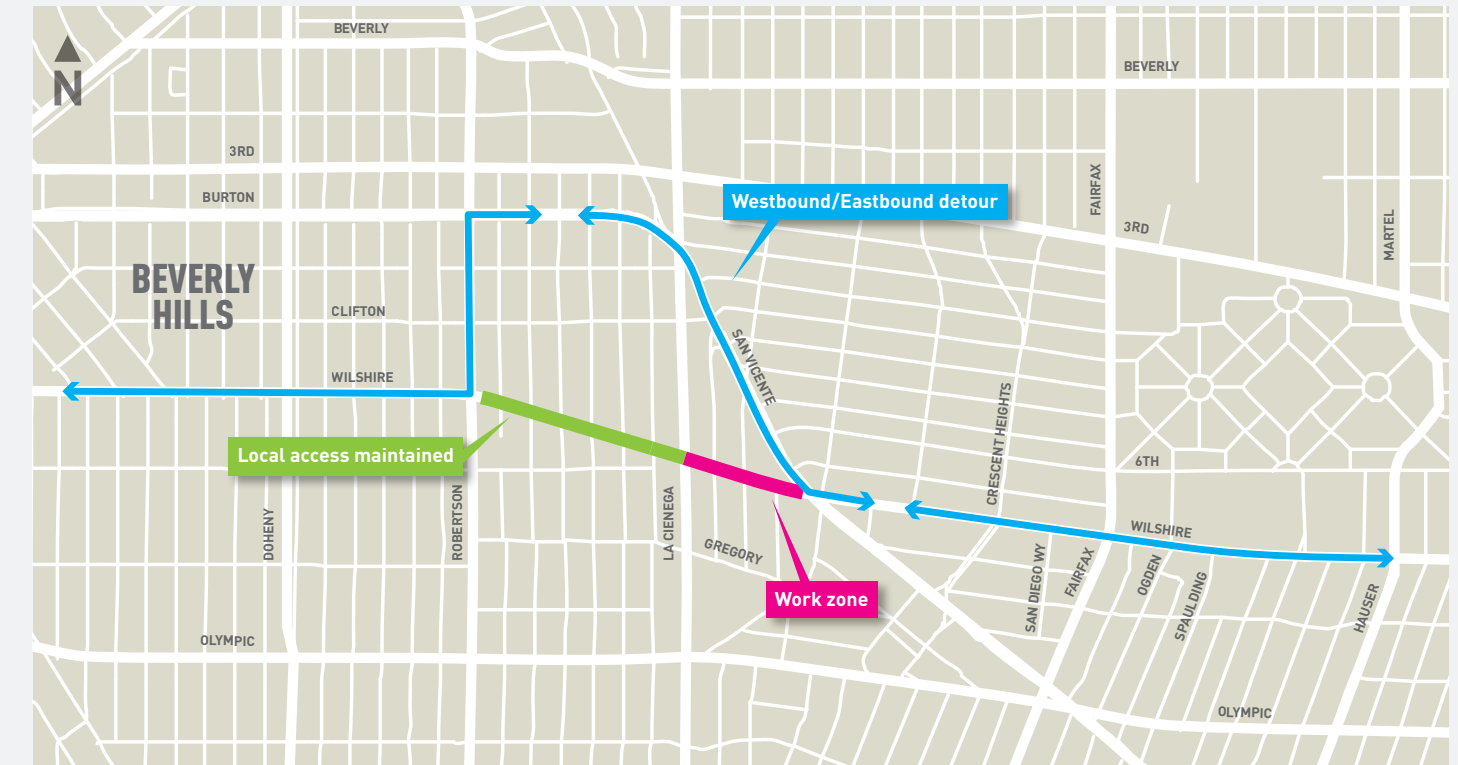 BEVERLY
N
BEVERLY
3RD
FAIRFAX
BURTON
Westbound/Eastbound detour
3RD
MARTEL
BEVERLY
HILLS
CLIFTON
SAN VICENTE
WILSHIRE
CRESCENT HEIGHTS
Local access maintained
6TH
DOHENY
ROBERTSON
LA CIENEGA
GREGORY
WILSHIRE
SAN DIEGO WY
FAIRFAX
OGDEN
SPAULDING
HAUSER
Work zone
OLYMPIC
OLYMPIC